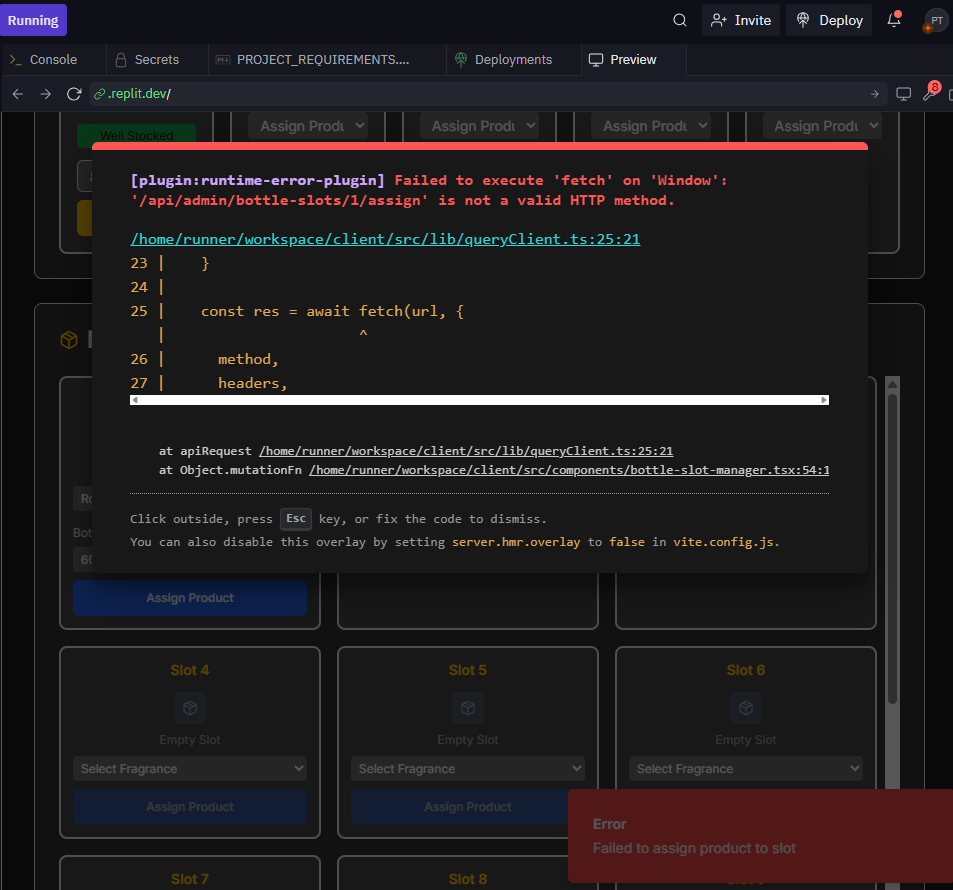 Running
Invite
Deploy
PT
Console
Secrets
PROJECT_REQUIREMENTS....
Deployments
Preview
.replit.dev/
8
Well Stocked
Assign Produ
Assign Produ
Assign Produ
Assign Produ
[plugin:runtime-error-plugin] Failed to execute 'fetch' on 'Window':
'/api/admin/bottle-slots/1/assign' is not a valid HTTP method.
/home/runner/workspace/client/src/lib/queryClient.ts:25:21
23 | }
24 |
25 | const res = await fetch(url, {
| ^
26 | method,
27 | headers,
at apiRequest /home/runner/workspace/client/src/lib/queryClient.ts:25:21
at Object.mutationFn /home/runner/workspace/client/src/components/bottle-slot-manager.tsx:54:1
Ro
Click outside, press Esc key, or fix the code to dismiss.
Bot
You can also disable this overlay by setting server.hmr.overlay to false in vite.config.js.
60
Assign Product
Slot 4
Slot 5
Slot 6
Empty Slot
Empty Slot
Empty Slot
Select Fragrance
Select Fragrance
Select Fragrance
Assign Product
Assign Product
Error
Failed to assign product to slot
Slot 7
Slot 8